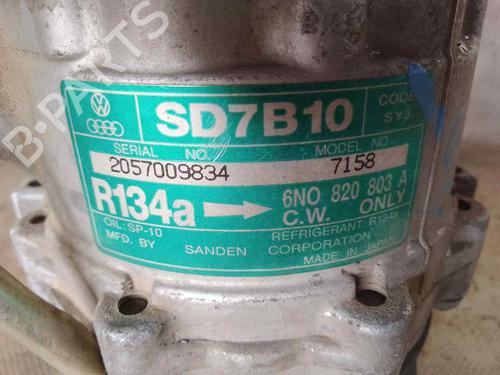 B-PARTS
SD7B10
CODE
SY3
SERIAL NO.
MODEL NO.
2057009834
7158
R134a
6N0 820 803 A
C.W. ONLY
OIL: SP-10
REFRIGERANT R134a
MFD. BY SANDEN CORPORATION
MADE IN JAPAN